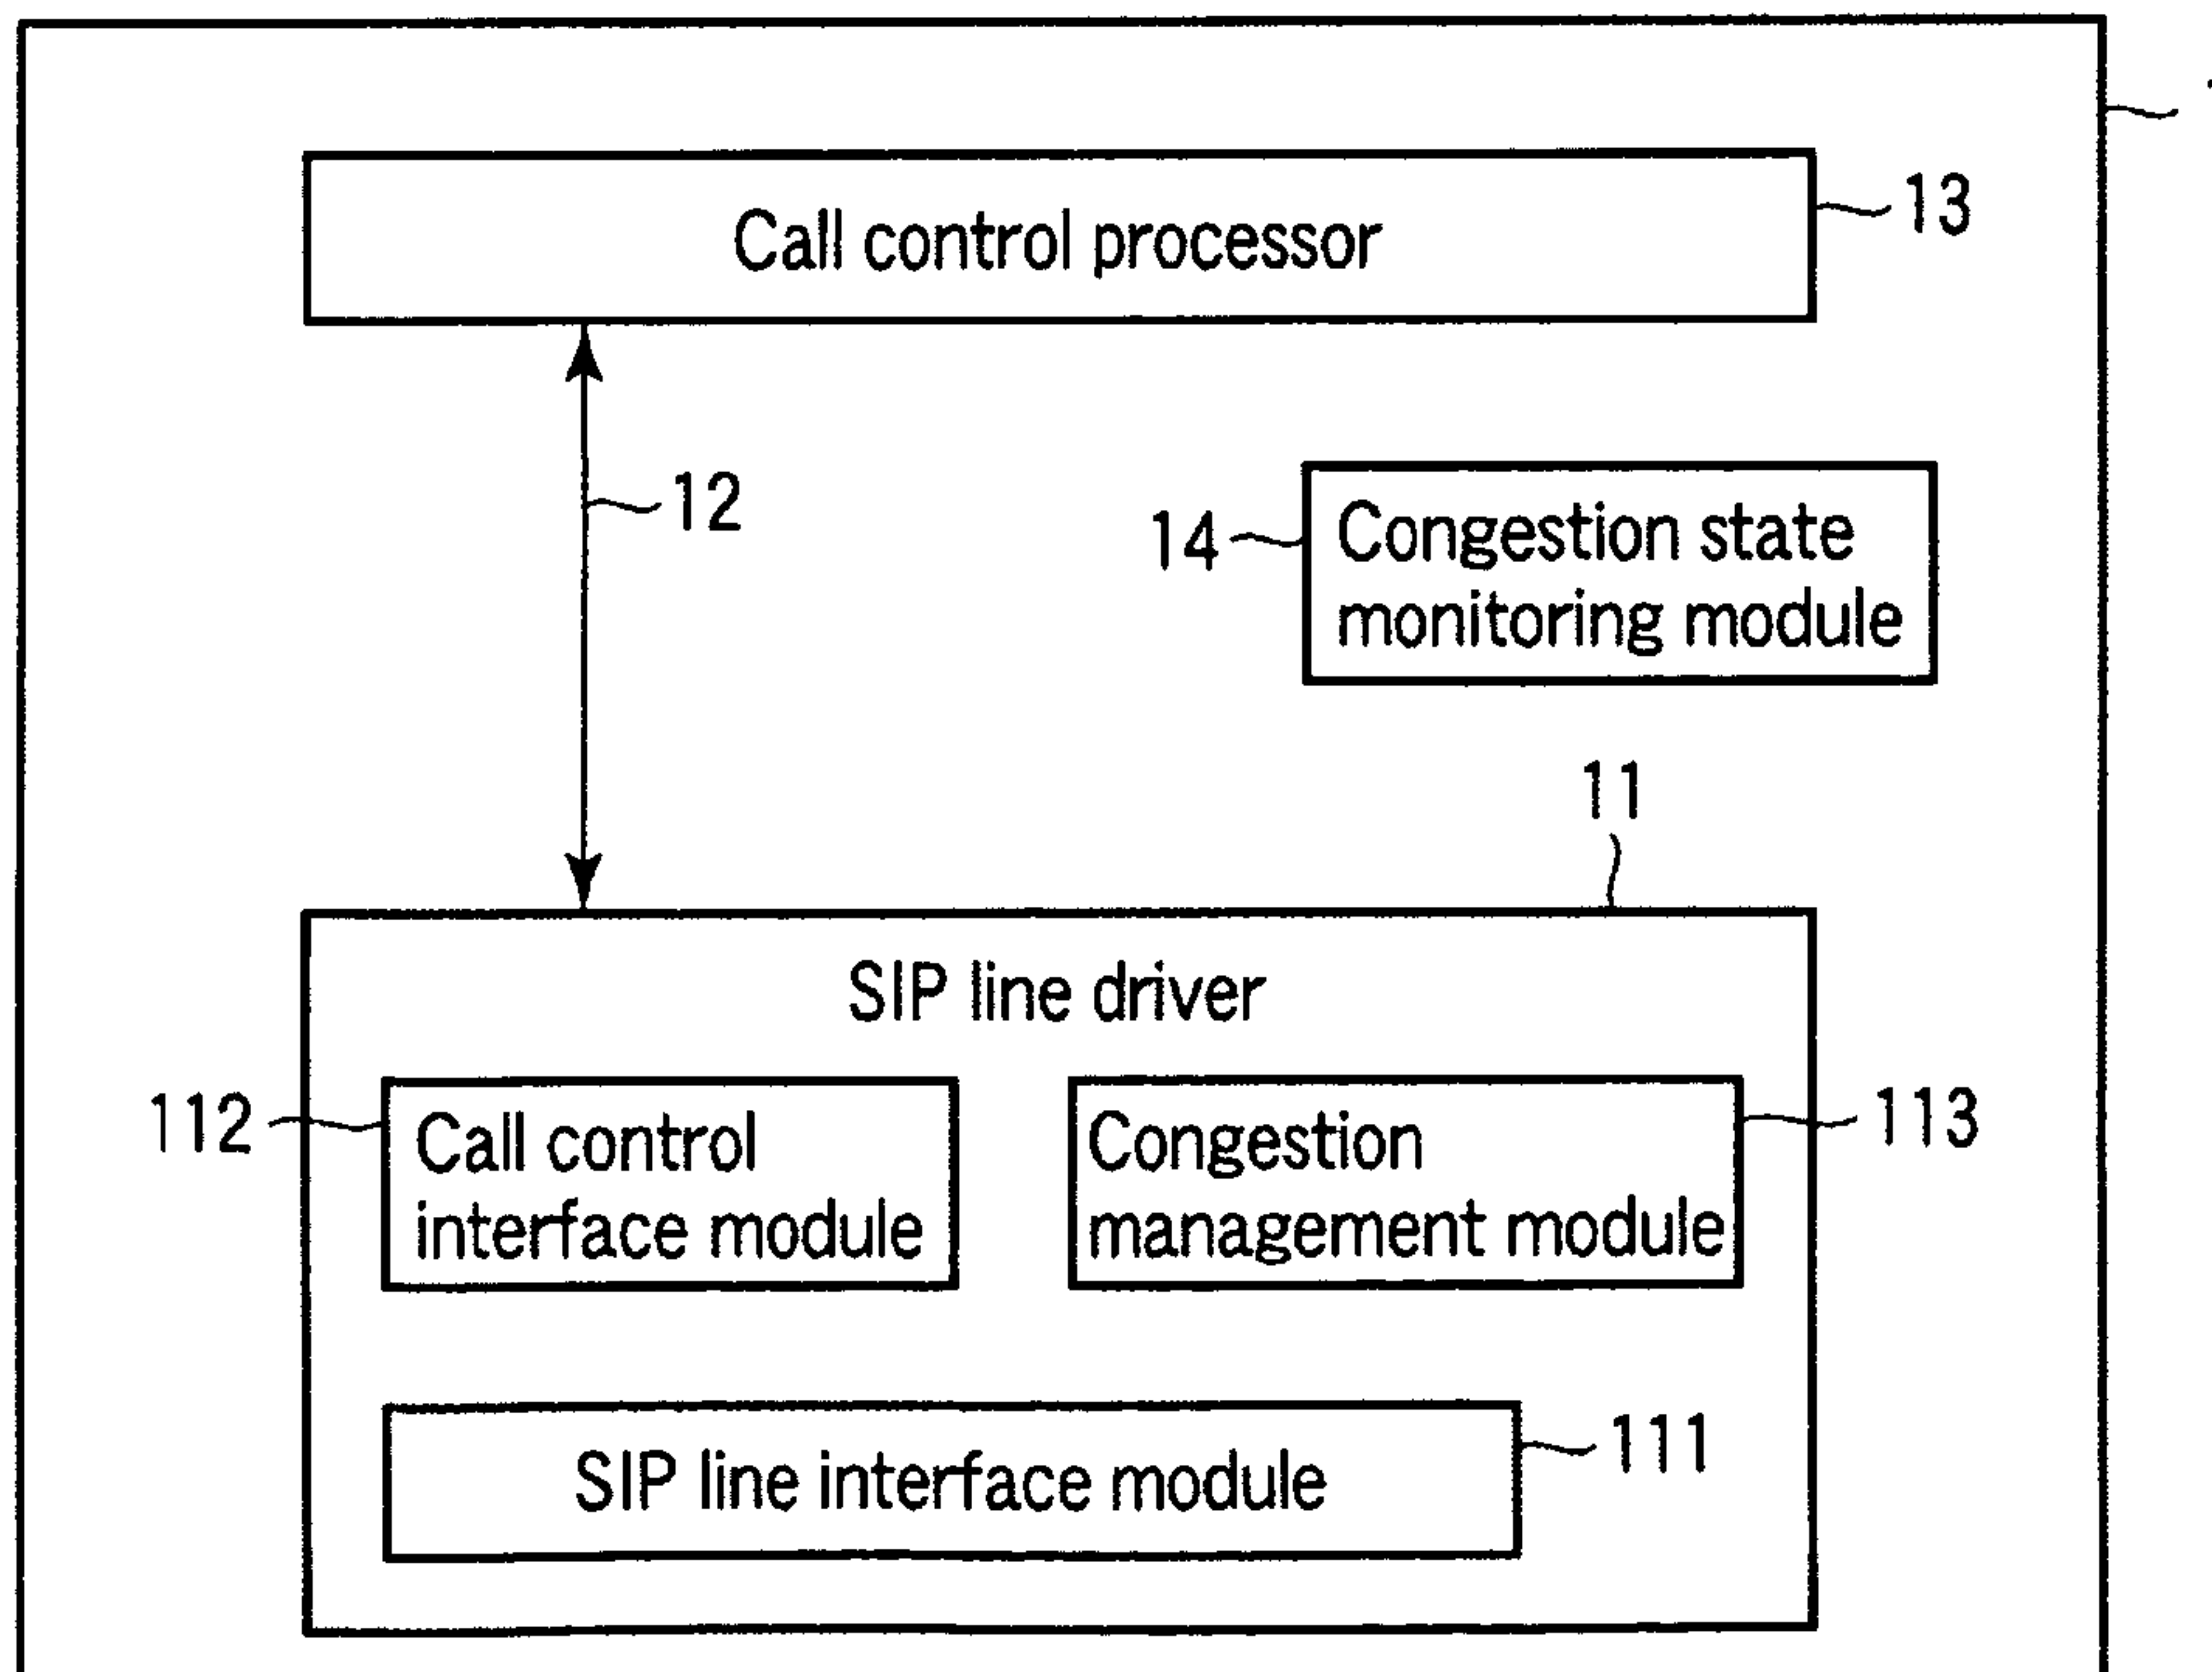 Call control processor
13
12
14
Congestion state
monitoring module
11
SIP line driver
112
Call control
interface module
Congestion
management module
113
SIP line interface module
111